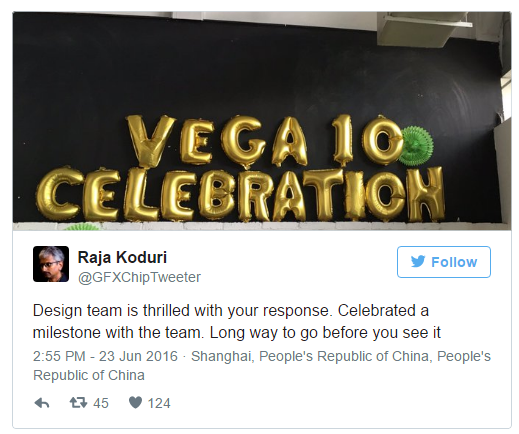 VEGA 10
CELEBRATION
Raja Koduri
@GFXChipTweeter
Follow
Design team is thrilled with your response. Celebrated a
milestone with the team. Long way to go before you see it
2:55 PM - 23 Jun 2016 · Shanghai, People's Republic of China, People's
Republic of China
45 124